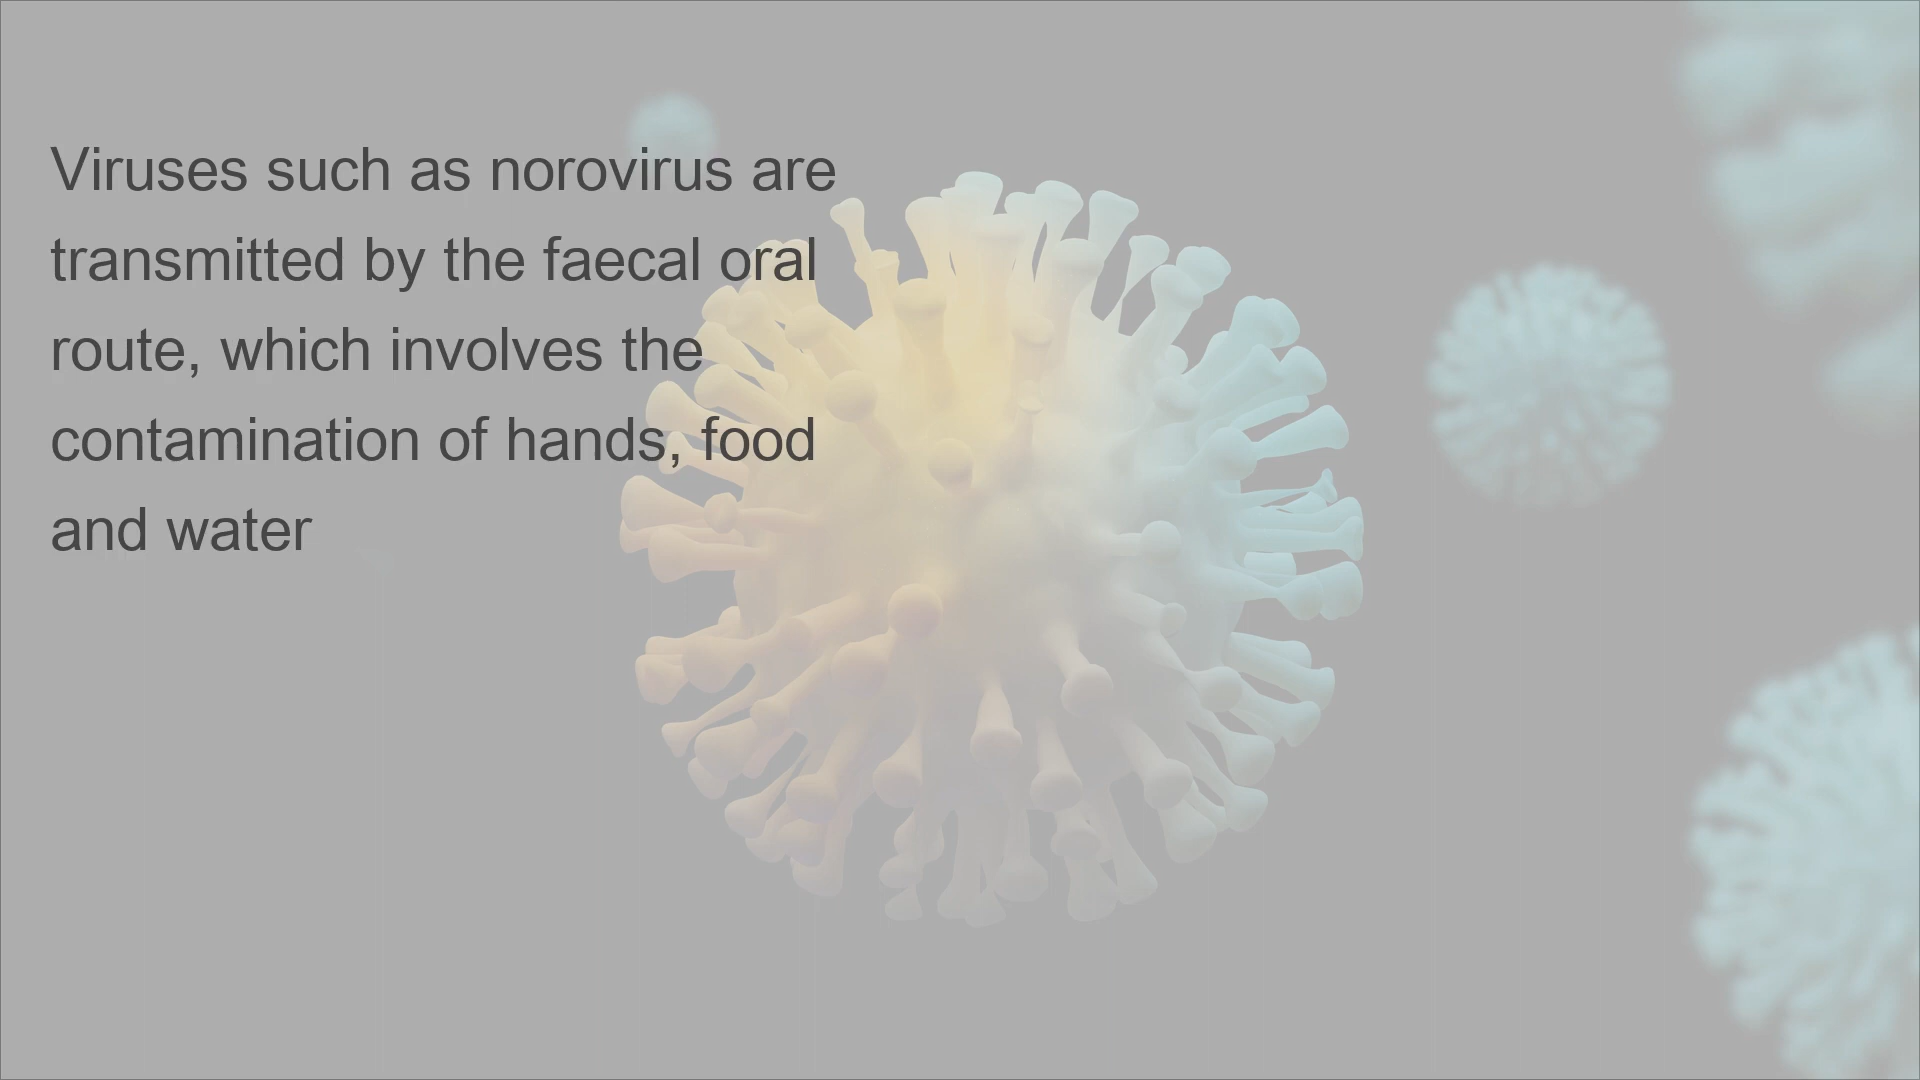 Viruses such as norovirus are
transmitted by the faecal oral
route, which involves the
contamination of hands, food
and water